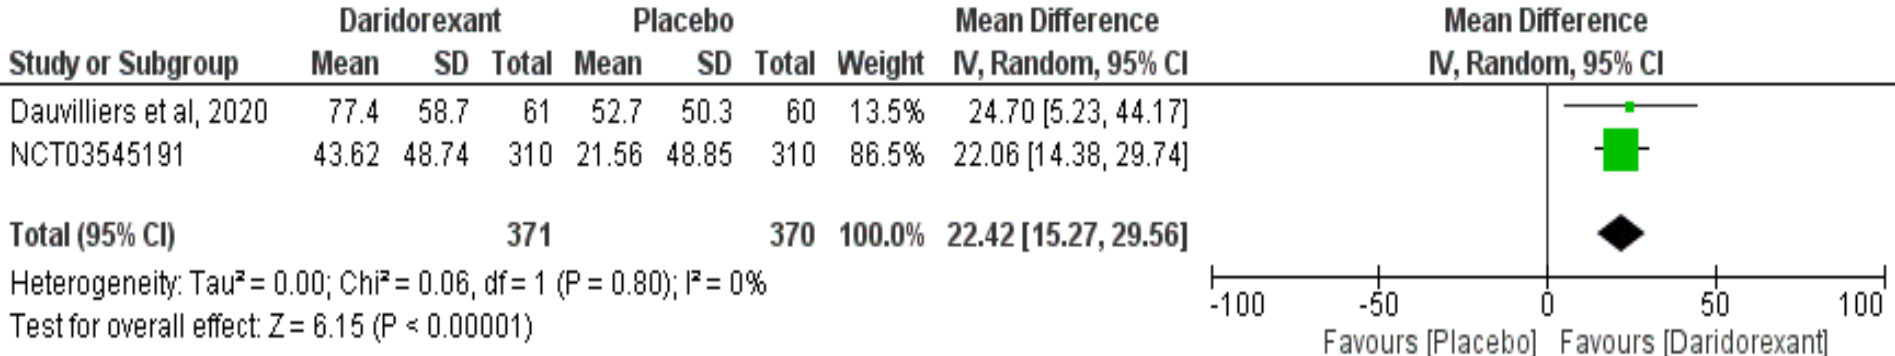 Daridorexant Placebo Mean Difference Mean Difference
Study or Subgroup Mean SD Total Mean SD Total Weight IV, Random, 95% CI IV, Random, 95% CI
Dauvilliers et al, 2020 77.4 58.7 61 52.7 50.3 60 13.5% 24.70 [5.23, 44.17]
NCT03545191 43.62 48.74 310 21.56 48.85 310 86.5% 22.06 [14.38, 29.74]
Total (95% CI) 371 370 100.0% 22.42 [15.27, 29.56]
Heterogeneity: Tau² = 0.00; Chi² = 0.06, df = 1 (P = 0.80); I² = 0%
-100 -50 0 50 100
Test for overall effect: Z = 6.15 (P < 0.00001)
Favours [Placebo] Favours [Daridorexant]